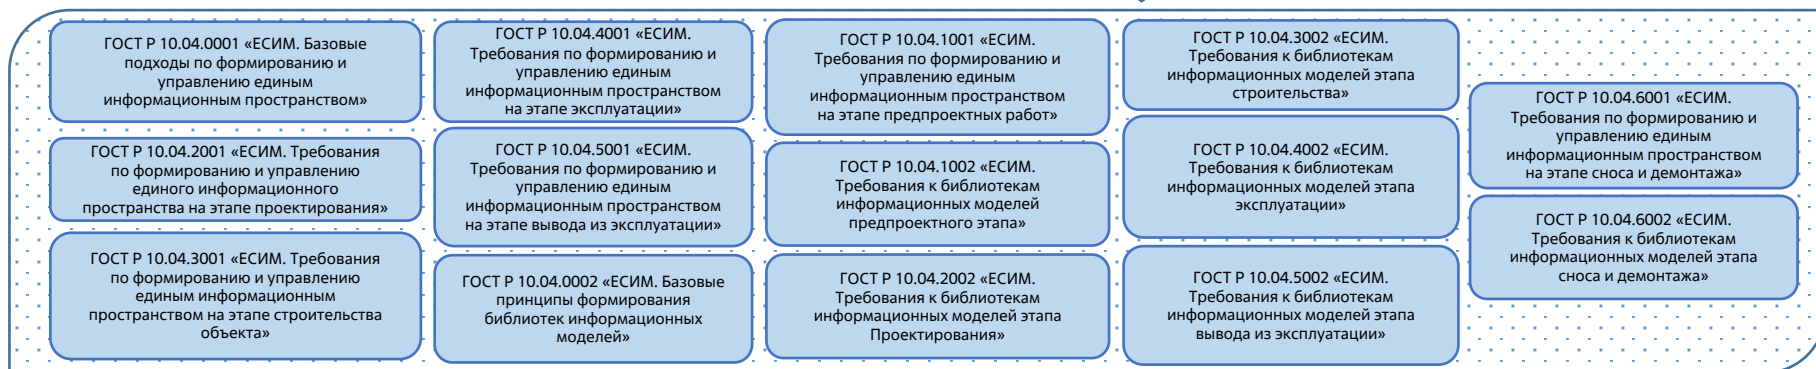 ГОСТ Р 10.04.0001 «ЕСИМ. Базовые
подходы по формированию и
управлению единым
информационным пространством»
ГОСТ Р 10.04.2001 «ЕСИМ. Требования
по формированию и управлению
единого информационного
пространства на этапе проектирования»
ГОСТ Р 10.04.3001 «ЕСИМ. Требования
по формированию и управлению
единым информационным
пространством на этапе строительства
объекта»
ГОСТ Р 10.04.4001 «ЕСИМ.
Требования по формированию и
управлению единым
информационным пространством
на этапе эксплуатации»
ГОСТ Р 10.04.5001 «ЕСИМ.
Требования по формированию и
управлению единым
информационным пространством
на этапе вывода из эксплуатации»
ГОСТ Р 10.04.0002 «ЕСИМ. Базовые
принципы формирования
библиотек информационных
моделей»
ГОСТ Р 10.04.1001 «ЕСИМ.
Требования по формированию и
управлению единым
информационным пространством
на этапе предпроектных работ»
ГОСТ Р 10.04.1002 «ЕСИМ.
Требования к библиотекам
информационных моделей
предпроектного этапа»
ГОСТ Р 10.04.2002 «ЕСИМ.
Требования к библиотекам
информационных моделей этапа
Проектирования»
ГОСТ Р 10.04.3002 «ЕСИМ.
Требования к библиотекам
информационных моделей этапа
строительства»
ГОСТ Р 10.04.4002 «ЕСИМ.
Требования к библиотекам
информационных моделей этапа
эксплуатации»
ГОСТ Р 10.04.5002 «ЕСИМ.
Требования к библиотекам
информационных моделей этапа
вывода из эксплуатации»
ГОСТ Р 10.04.6001 «ЕСИМ.
Требования по формированию и
управлению единым
информационным пространством
на этапе сноса и демонтажа»
ГОСТ Р 10.04.6002 «ЕСИМ.
Требования к библиотекам
информационных моделей этапа
сноса и демонтажа»